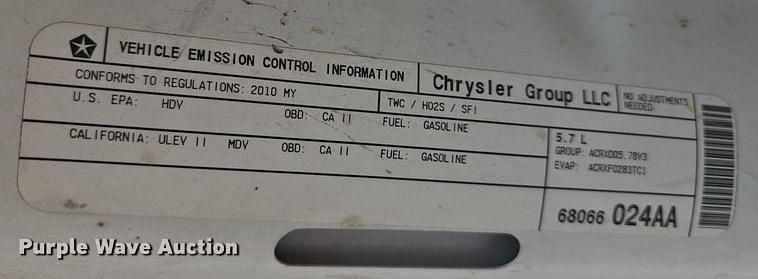 VEHICLE EMISSION CONTROL INFORMATION
Chrysler Group LLC
NO ADJUSTMENTS
NEEDED.
CONFORMS TO REGULATIONS: 2010 MY
TWC / HO2S / SFI
U.S. EPA: HDV OBD: CA II FUEL: GASOLINE
CALIFORNIA: ULEV II MDV OBD: CA II FUEL: GASOLINE
5.7 L
GROUP: ACRXD05.78V3
EVAP: ACRXF0283TC1
68066 024AA
Purple Wave Auction